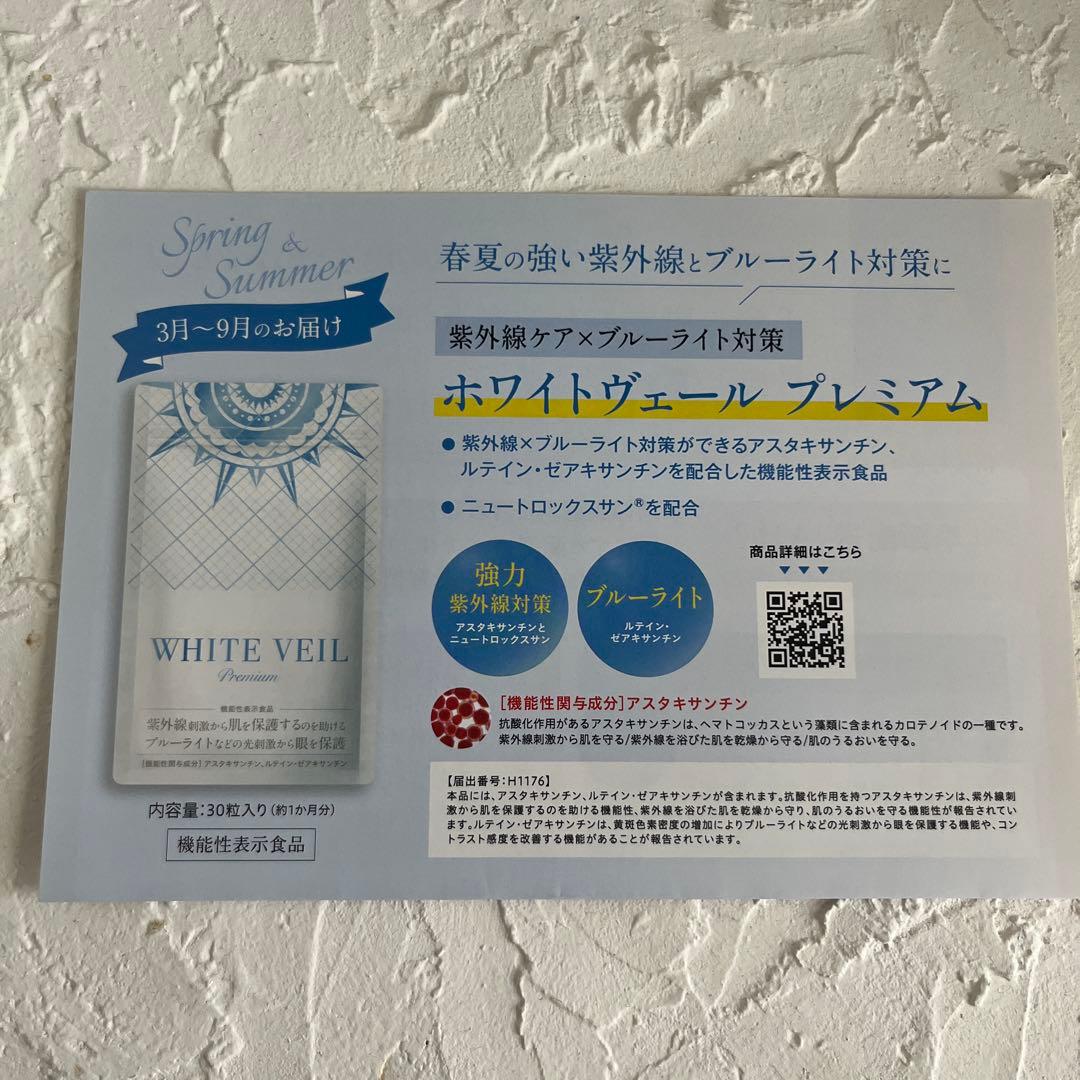 Spring &
Summer
3月〜9月のお届け
WHITE VEIL
Premium
機能性表示食品
紫外線刺激から肌を保護するのを助ける
ブルーライトなどの光刺激から眼を保護
[機能性関与成分]アスタキサンチン、ルテイン・ゼアキサンチン
内容量:30粒入り(約1か月分)
機能性表示食品
春夏の強い紫外線とブルーライト対策に
紫外線ケア×ブルーライト対策
ホワイトヴェール プレミアム
● 紫外線×ブルーライト対策ができるアスタキサンチン、
ルテイン・ゼアキサンチンを配合した機能性表示食品
● ニュートロックスサン®を配合
強力
紫外線対策
アスタキサンチンと
ニュートロックスサン
ブルーライト
ルテイン・
ゼアキサンチン
商品詳細はこちら
[機能性関与成分]アスタキサンチン
抗酸化作用があるアスタキサンチンは、ヘマトコッカスという藻類に含まれるカロテノイドの一種です。
紫外線刺激から肌を守る/紫外線を浴びた肌を乾燥から守る/肌のうるおいを守る。
【届出番号:H1176】
本品には、アスタキサンチン、ルテイン・ゼアキサンチンが含まれます。抗酸化作用を持つアスタキサンチンは、紫外線刺
激から肌を保護するのを助ける機能性、紫外線を浴びた肌を乾燥から守り、肌のうるおいを守る機能性が報告されてい
ます。ルテイン・ゼアキサンチンは、黄斑色素密度の増加によりブルーライトなどの光刺激から眼を保護する機能や、コン
トラスト感度を改善する機能があることが報告されています。